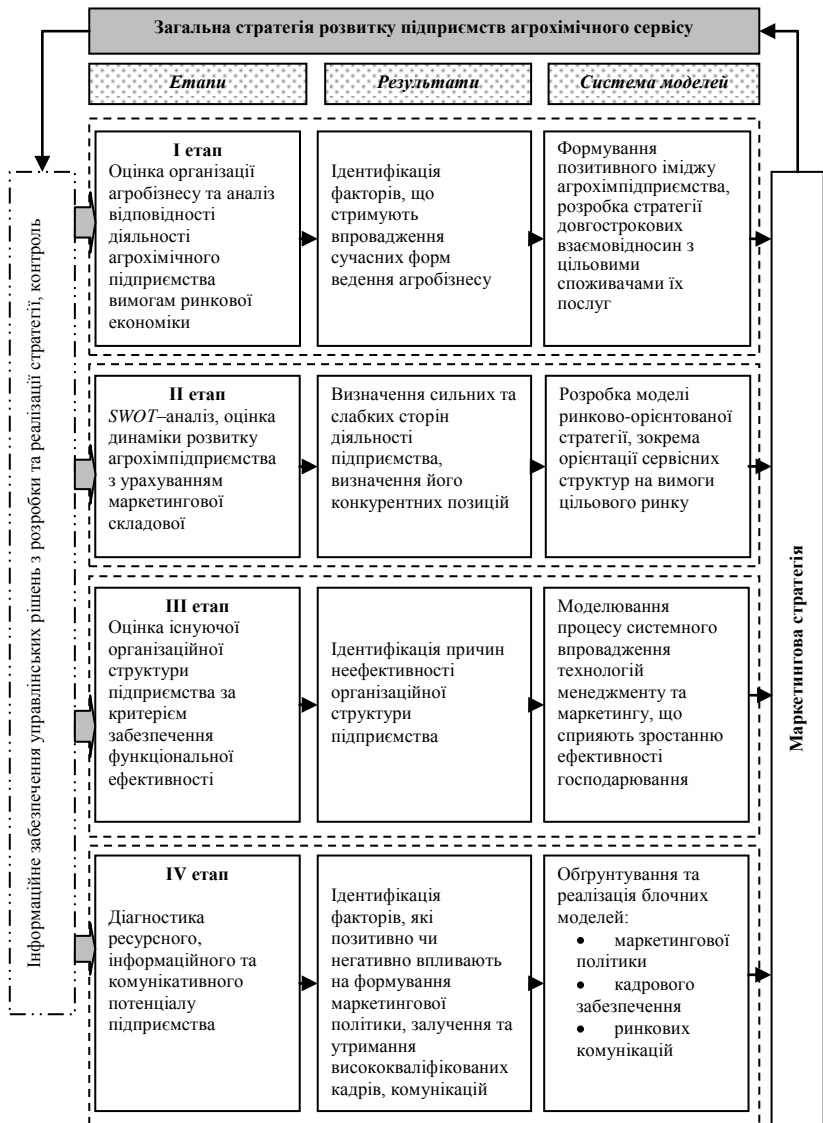 Загальна стратегія розвитку підприємств агрохімічного сервісу
Етапи
Результати
Система моделей
Інформаційне забезпечення управлінських рішень з розробки та реалізації стратегії, контроль
I етап
Оцінка організації
агробізнесу та аналіз
відповідності
діяльності
агрохімічного
підприємства
вимогам ринкової
економіки
Ідентифікація
факторів, що
стримують
впровадження
сучасних форм
ведення агробізнесу
Формування
позитивного іміджу
агрохімпідприємства,
розробка стратегії
довгострокових
взаємовідносин з
цільовими
споживачами їх
послуг
II етап
SWOT–аналіз, оцінка
динаміки розвитку
агрохімпідприємства
з урахуванням
маркетингової
складової
Визначення сильних та
слабких сторін
діяльності
підприємства,
визначення його
конкурентних позицій
Розробка моделі
ринково-орієнтованої
стратегії, зокрема
орієнтації сервісних
структур на вимоги
цільового ринку
III етап
Оцінка існуючої
організаційної
структури
підприємства за
критерієм
забезпечення
функціональної
ефективності
Ідентифікація причин
неефективності
організаційної
структури
підприємства
Моделювання
процесу системного
впровадження
технологій
менеджменту та
маркетингу, що
сприяють зростанню
ефективності
господарювання
IV етап
Діагностика
ресурсного,
інформаційного та
комунікативного
потенціалу
підприємства
Ідентифікація
факторів, які
позитивно чи
негативно впливають
на формування
маркетингової
політики, залучення та
утримання
висококваліфікованих
кадрів, комунікацій
Обґрунтування та
реалізація блочних
моделей:
• маркетингової
політики
• кадрового
забезпечення
• ринкових
комунікацій
Маркетингова стратегія